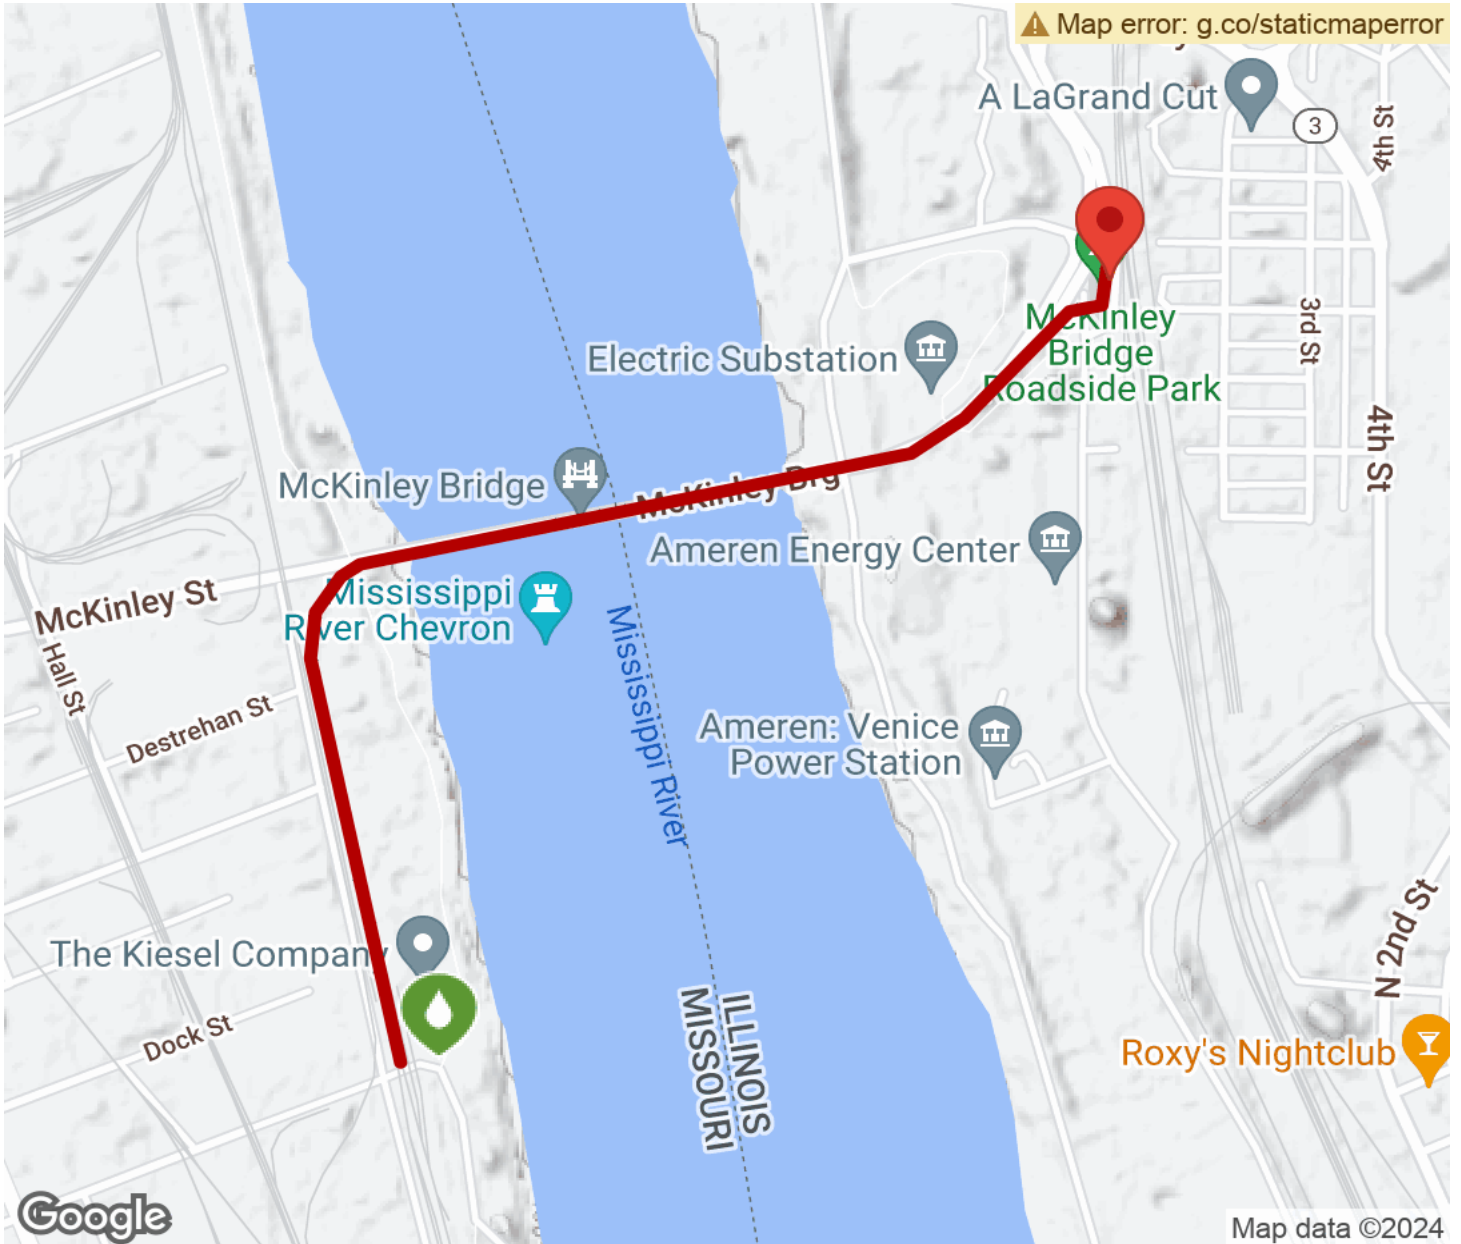 Map error: g.co/staticmaperror
A LaGrand Cut
3
4th St
McKinley
Bridge
Roadside Park
3rd St
Electric Substation
4th St
McKinley Bridge
McKinley Brg
Ameren Energy Center
McKinley St
Mississippi
River Chevron
Mississippi River
Hall St
Destrehan St
Ameren: Venice
Power Station
The Kiesel Company
N 2nd St
Dock St
ILLINOIS
MISSOURI
Roxy's Nightclub
Google
Map data ©2024